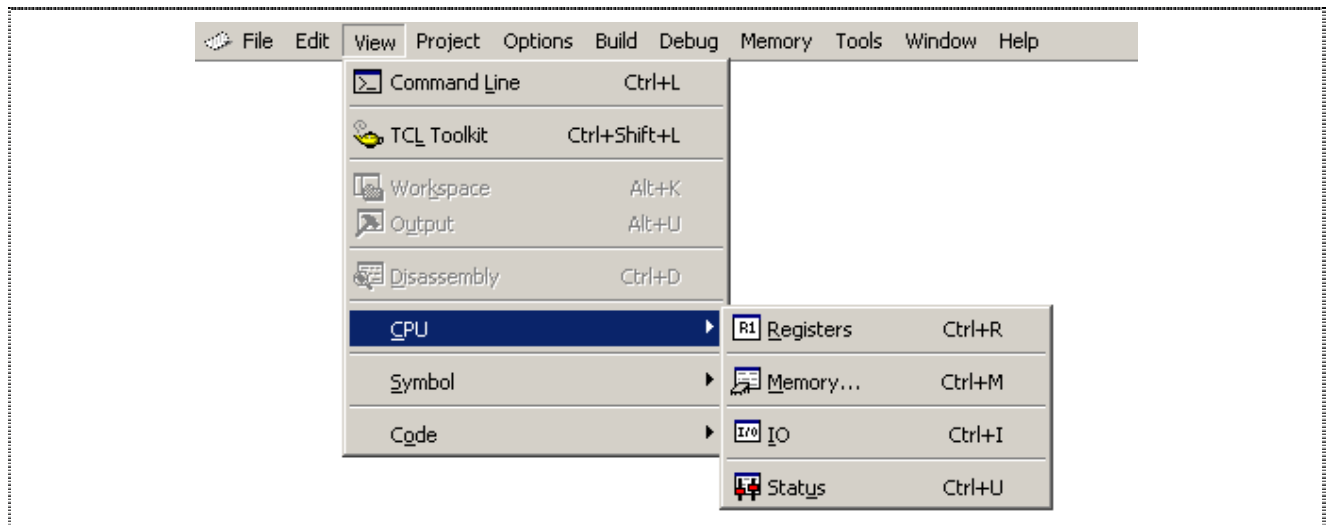 File Edit View Project Options Build Debug Memory Tools Window Help
Command Line Ctrl+L
TCL Toolkit Ctrl+Shift+L
Workspace Alt+K
Output Alt+U
Disassembly Ctrl+D
CPU
Symbol
Code
R1 Registers Ctrl+R
Memory... Ctrl+M
I/O IO Ctrl+I
Status Ctrl+U